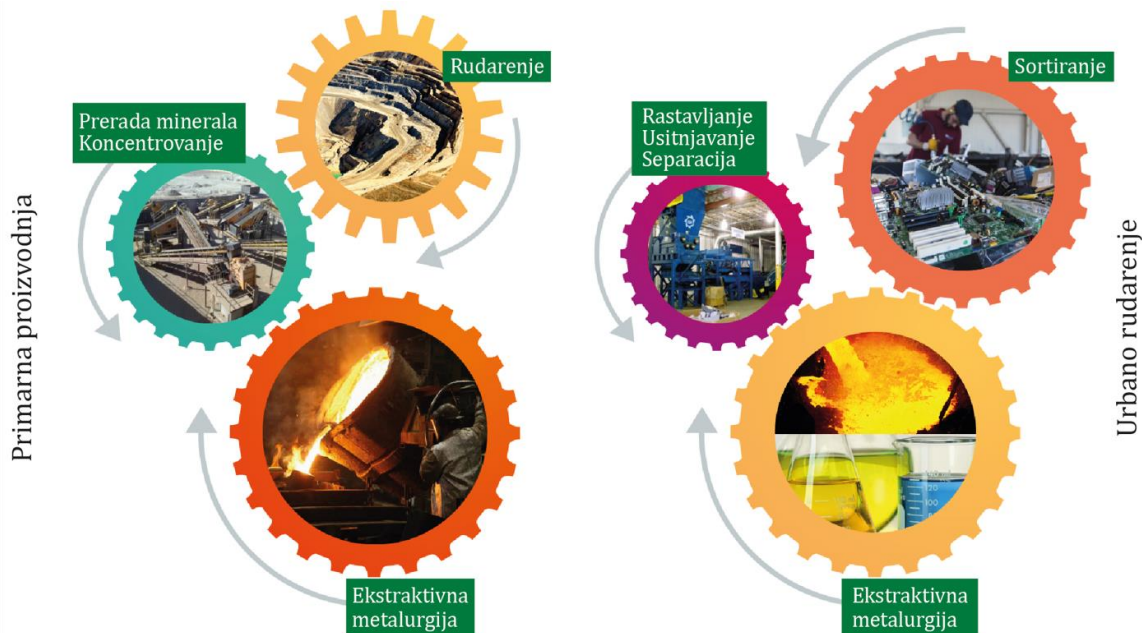 Primarna proizvodnja
Rudarenje
Prerada minerala
Koncentrovanje
Ekstraktivna
metalurgija
Sortiranje
Rastavljanje
Usitnjavanje
Separacija
Ekstraktivna
metalurgija
Urbano rudarenje